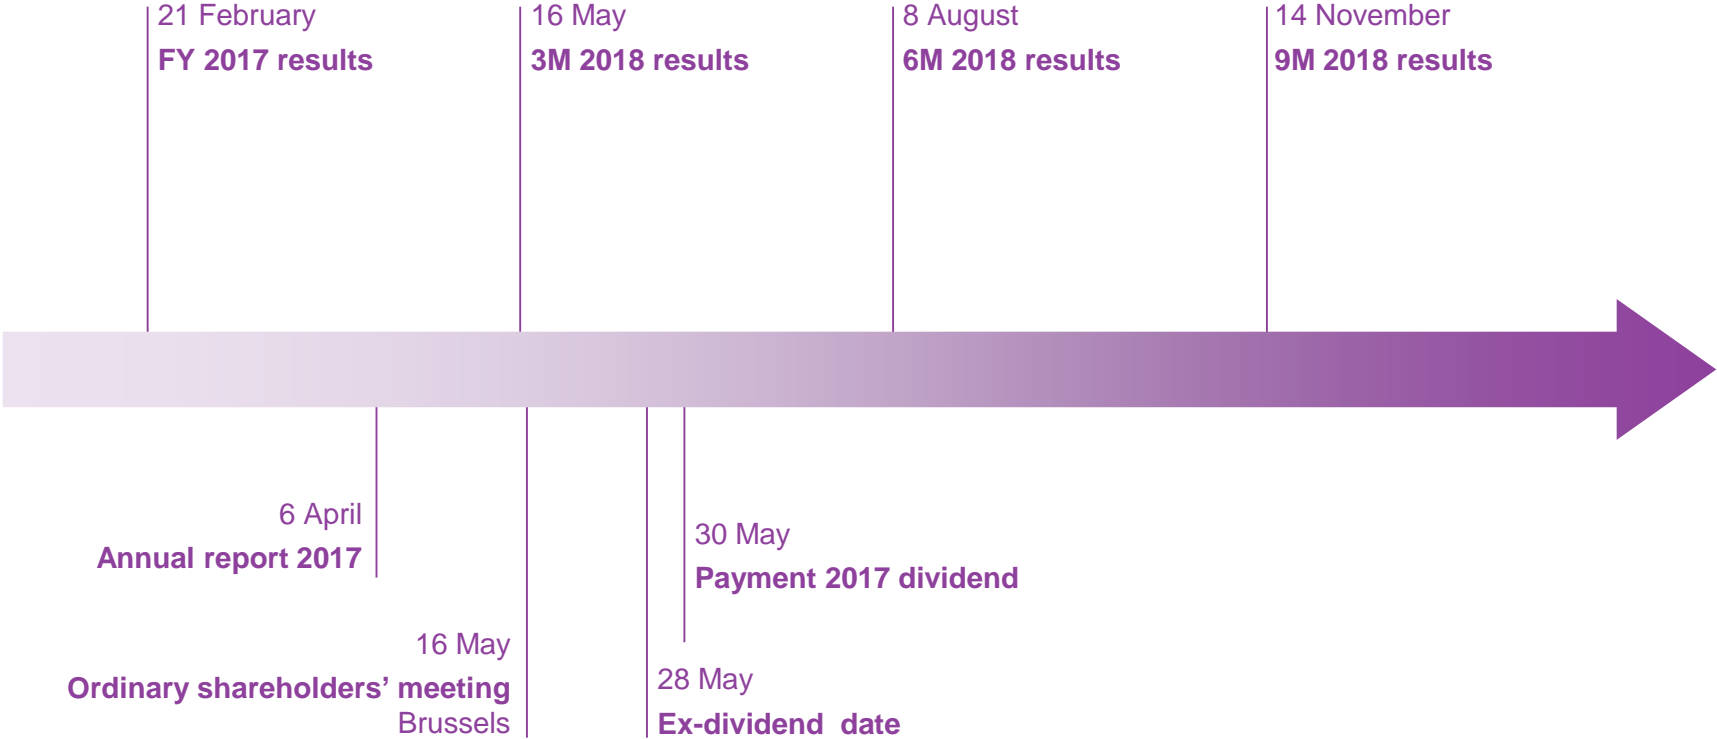 21 February
FY 2017 results
16 May
3M 2018 results
8 August
6M 2018 results
14 November
9M 2018 results
6 April
Annual report 2017
30 May
Payment 2017 dividend
16 May
Ordinary shareholders’ meeting
Brussels
28 May
Ex-dividend  date